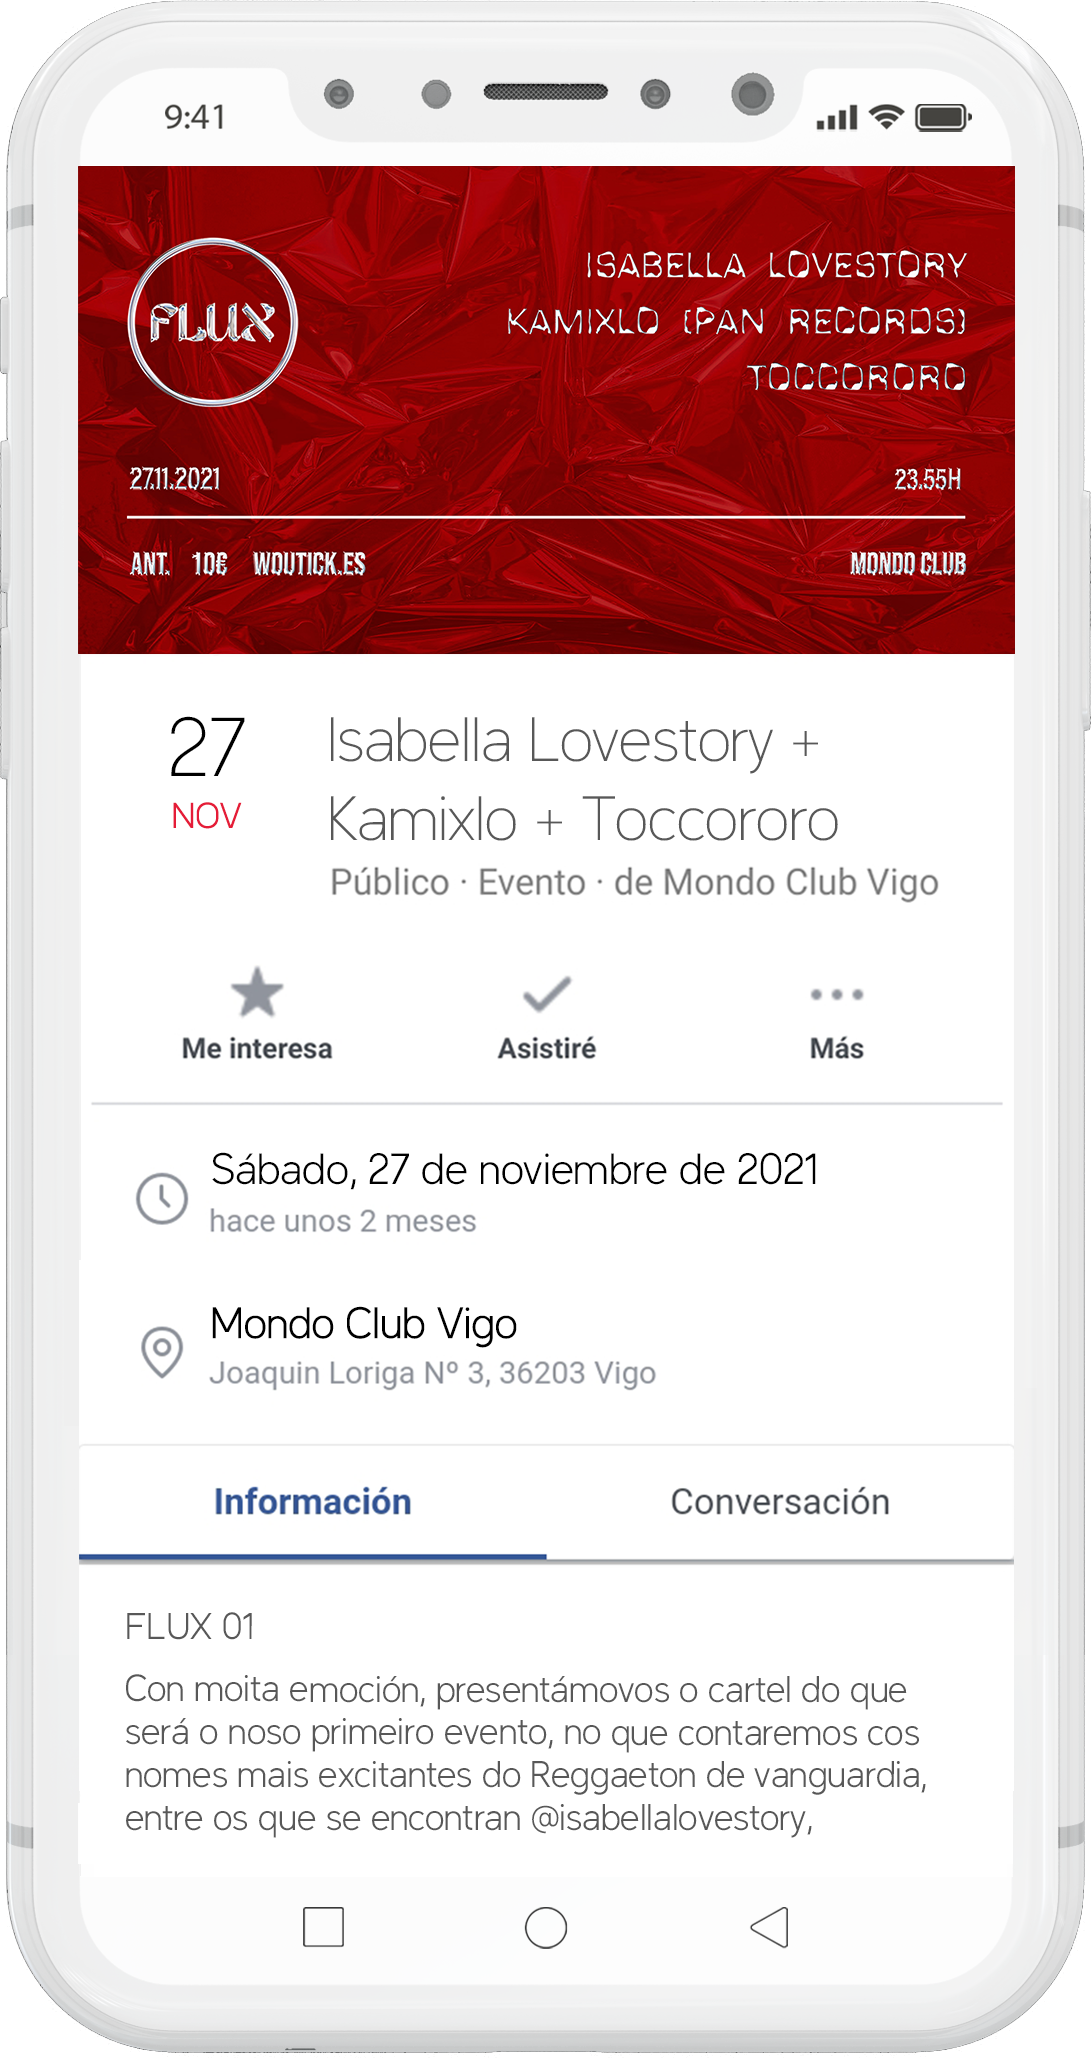 9:41
FLUX
ISABELLA LOVESTORY
KAMIXLO (PAN RECORDS)
TOCCORORO
27.11.2021
23.55H
ANT. 10€ WOUTICK.ES
MONDO CLUB
27
NOV
Isabella Lovestory +
Kamixlo + Toccororo
Público · Evento · de Mondo Club Vigo
Me interesa
Asistiré
Más
Sábado, 27 de noviembre de 2021
hace unos 2 meses
Mondo Club Vigo
Joaquin Loriga Nº 3, 36203 Vigo
Información
Conversación
FLUX 01
Con moita emoción, presentámovos o cartel do que
será o noso primeiro evento, no que contaremos cos
nomes mais excitantes do Reggaeton de vanguardia,
entre os que se encontran @isabellalovestory,